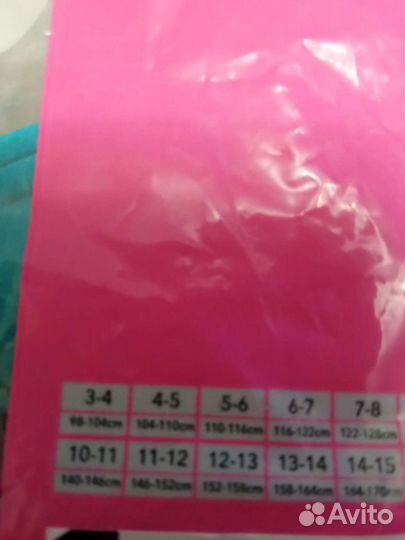 3-4 4-5 5-6 6-7 7-8
98-104cm 104-110cm 110-116cm 116-122cm 122-128cm
10-11 11-12 12-13 13-14 14-15
140-146cm 146-152cm 152-158cm 158-164cm 164-170cm
Avito